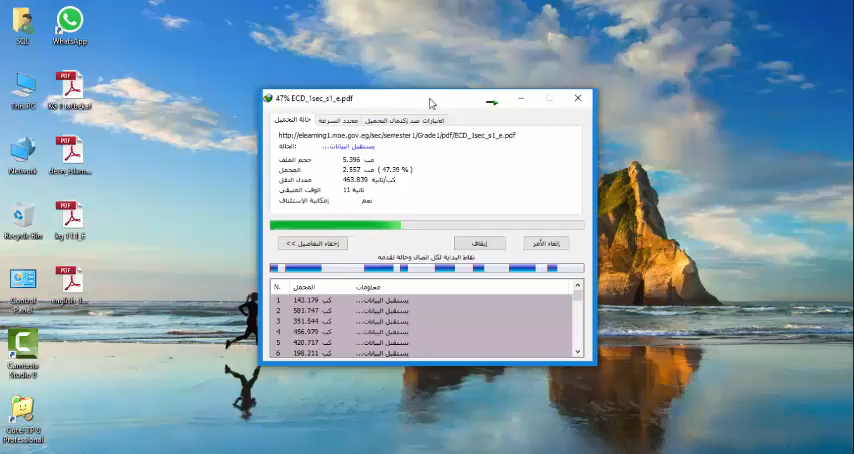 SQL
WhatsApp
This PC
Network
Recycle Bin
Control Panel
Camtasia Studio 8
CuteFTP 8 Professional
47% ECD_1sec_s1_e.pdf
حالة التحميل
محدد السرعة
الخيارات عند إكتمال التحميل
http://elearning1.moe.gov.eg/sec/semester1/Grade1/pdf/ECD_1sec_s1_e.pdf
الحالة: يستقبل البيانات...
حجم الملف 5.396 مب
المحمل 2.557 مب ( 47.39 % )
معدل النقل 463.839 كب/ثانية
الوقت المتبقي 11 ثانية
إمكانية الاستئناف نعم
إخفاء التفاصيل >>
إيقاف
إلغاء الأمر
نقاط البداية لكل اتصال وحالة تقدمه
N. المحمل معلومات
1 143.179 كب يستقبل البيانات...
2 581.747 كب يستقبل البيانات...
3 351.544 كب يستقبل البيانات...
4 456.979 كب يستقبل البيانات...
5 420.717 كب يستقبل البيانات...
6 198.211 كب يستقبل البيانات...